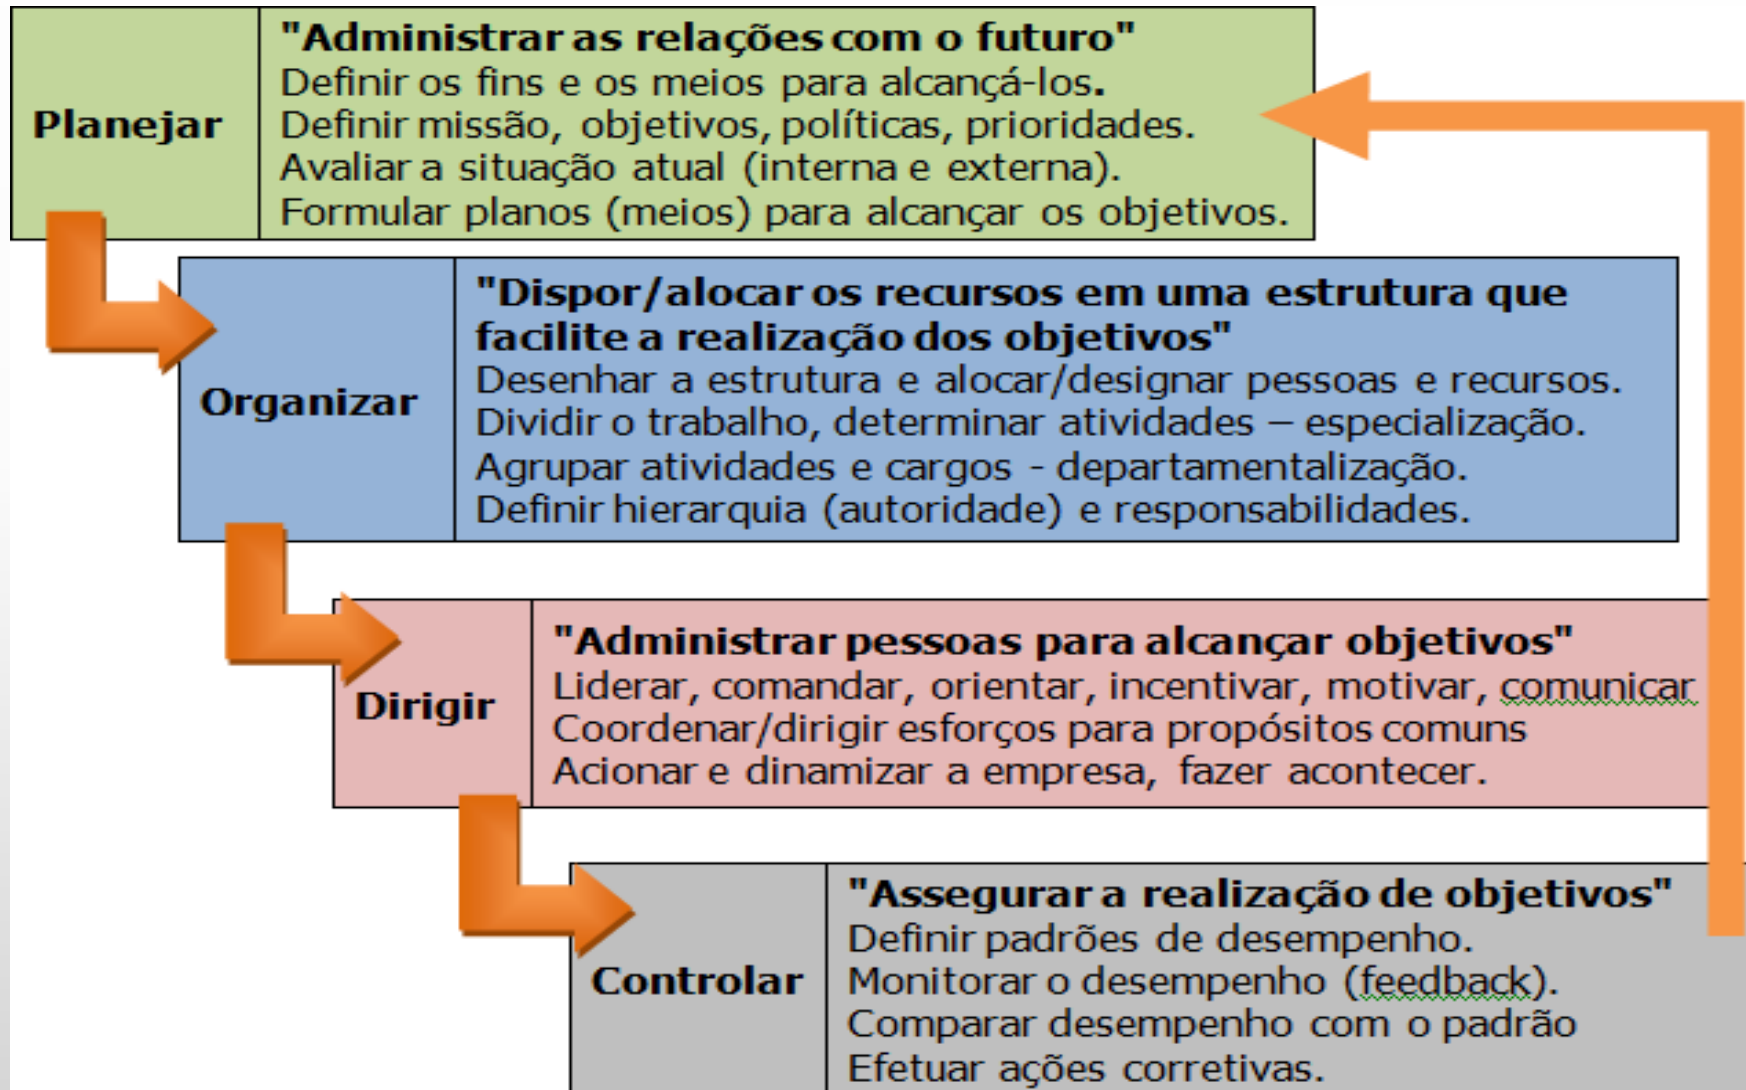 Planejar
"Administrar as relações com o futuro"
Definir os fins e os meios para alcançá-los.
Definir missão, objetivos, políticas, prioridades.
Avaliar a situação atual (interna e externa).
Formular planos (meios) para alcançar os objetivos.
Organizar
"Dispor/alocar os recursos em uma estrutura que
facilite a realização dos objetivos"
Desenhar a estrutura e alocar/designar pessoas e recursos.
Dividir o trabalho, determinar atividades – especialização.
Agrupar atividades e cargos - departamentalização.
Definir hierarquia (autoridade) e responsabilidades.
Dirigir
"Administrar pessoas para alcançar objetivos"
Liderar, comandar, orientar, incentivar, motivar, comunicar
Coordenar/dirigir esforços para propósitos comuns
Acionar e dinamizar a empresa, fazer acontecer.
Controlar
"Assegurar a realização de objetivos"
Definir padrões de desempenho.
Monitorar o desempenho (feedback).
Comparar desempenho com o padrão
Efetuar ações corretivas.